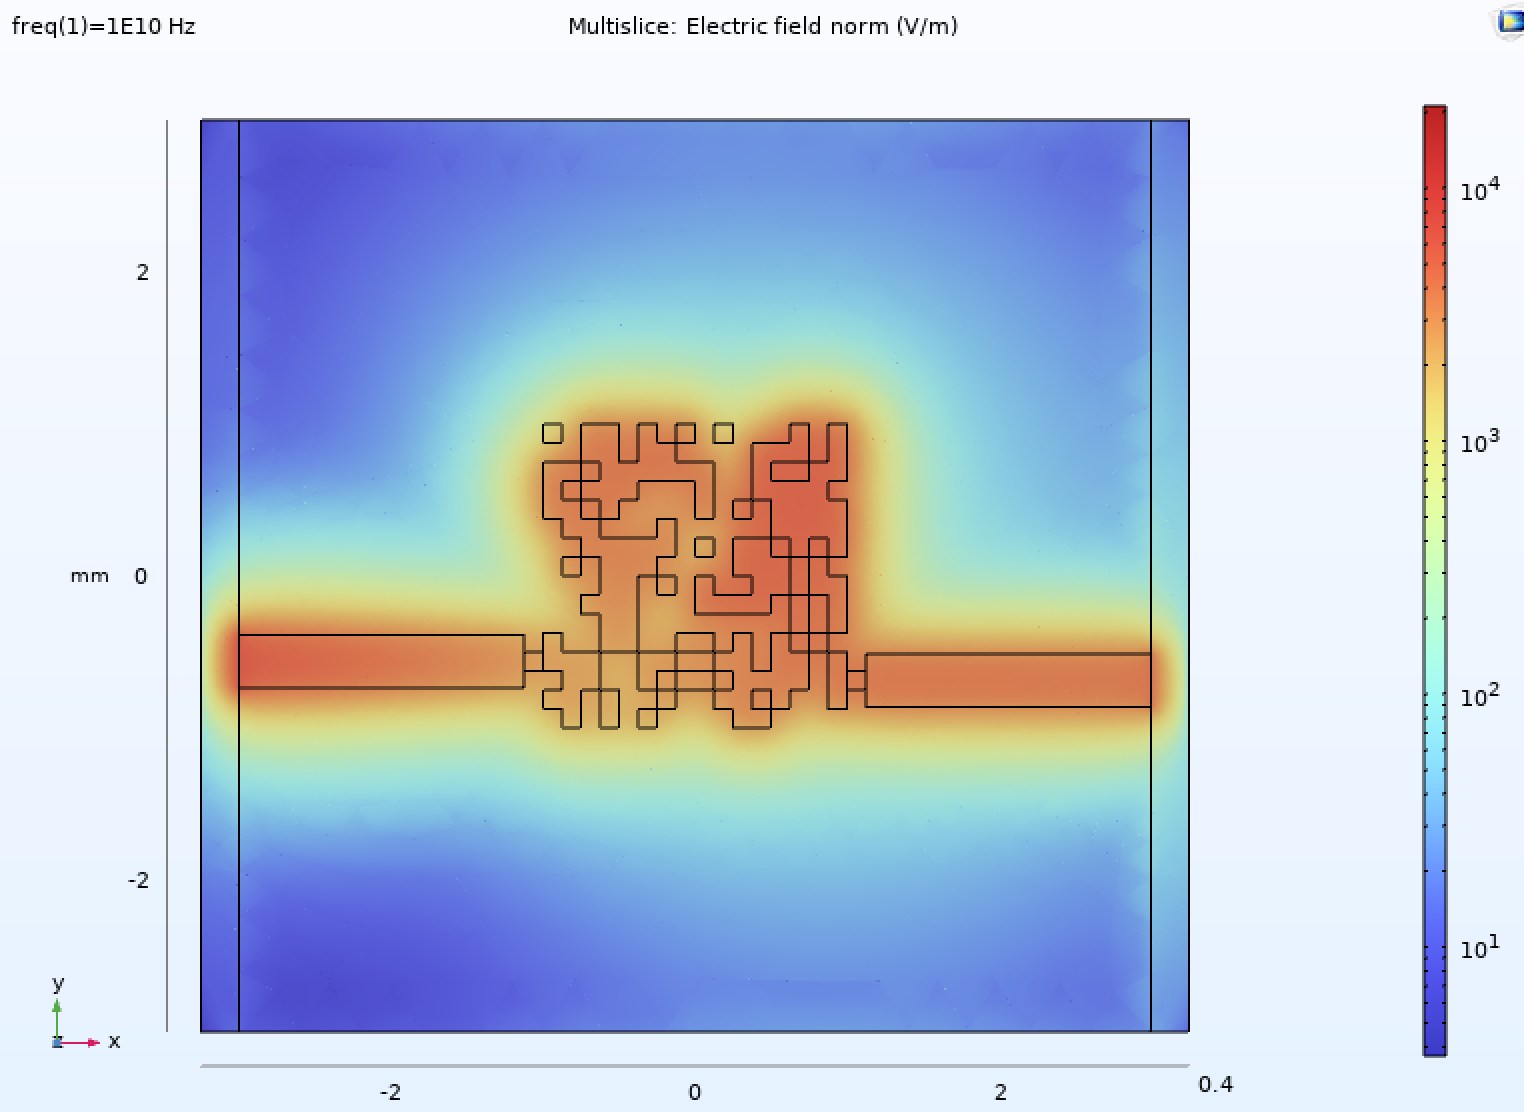 freq(1)=1E10 Hz
Multislice: Electric field norm (V/m)
10⁴
2
10³
mm 0
10²
-2
10¹
y
z x
-2 0 2 0.4